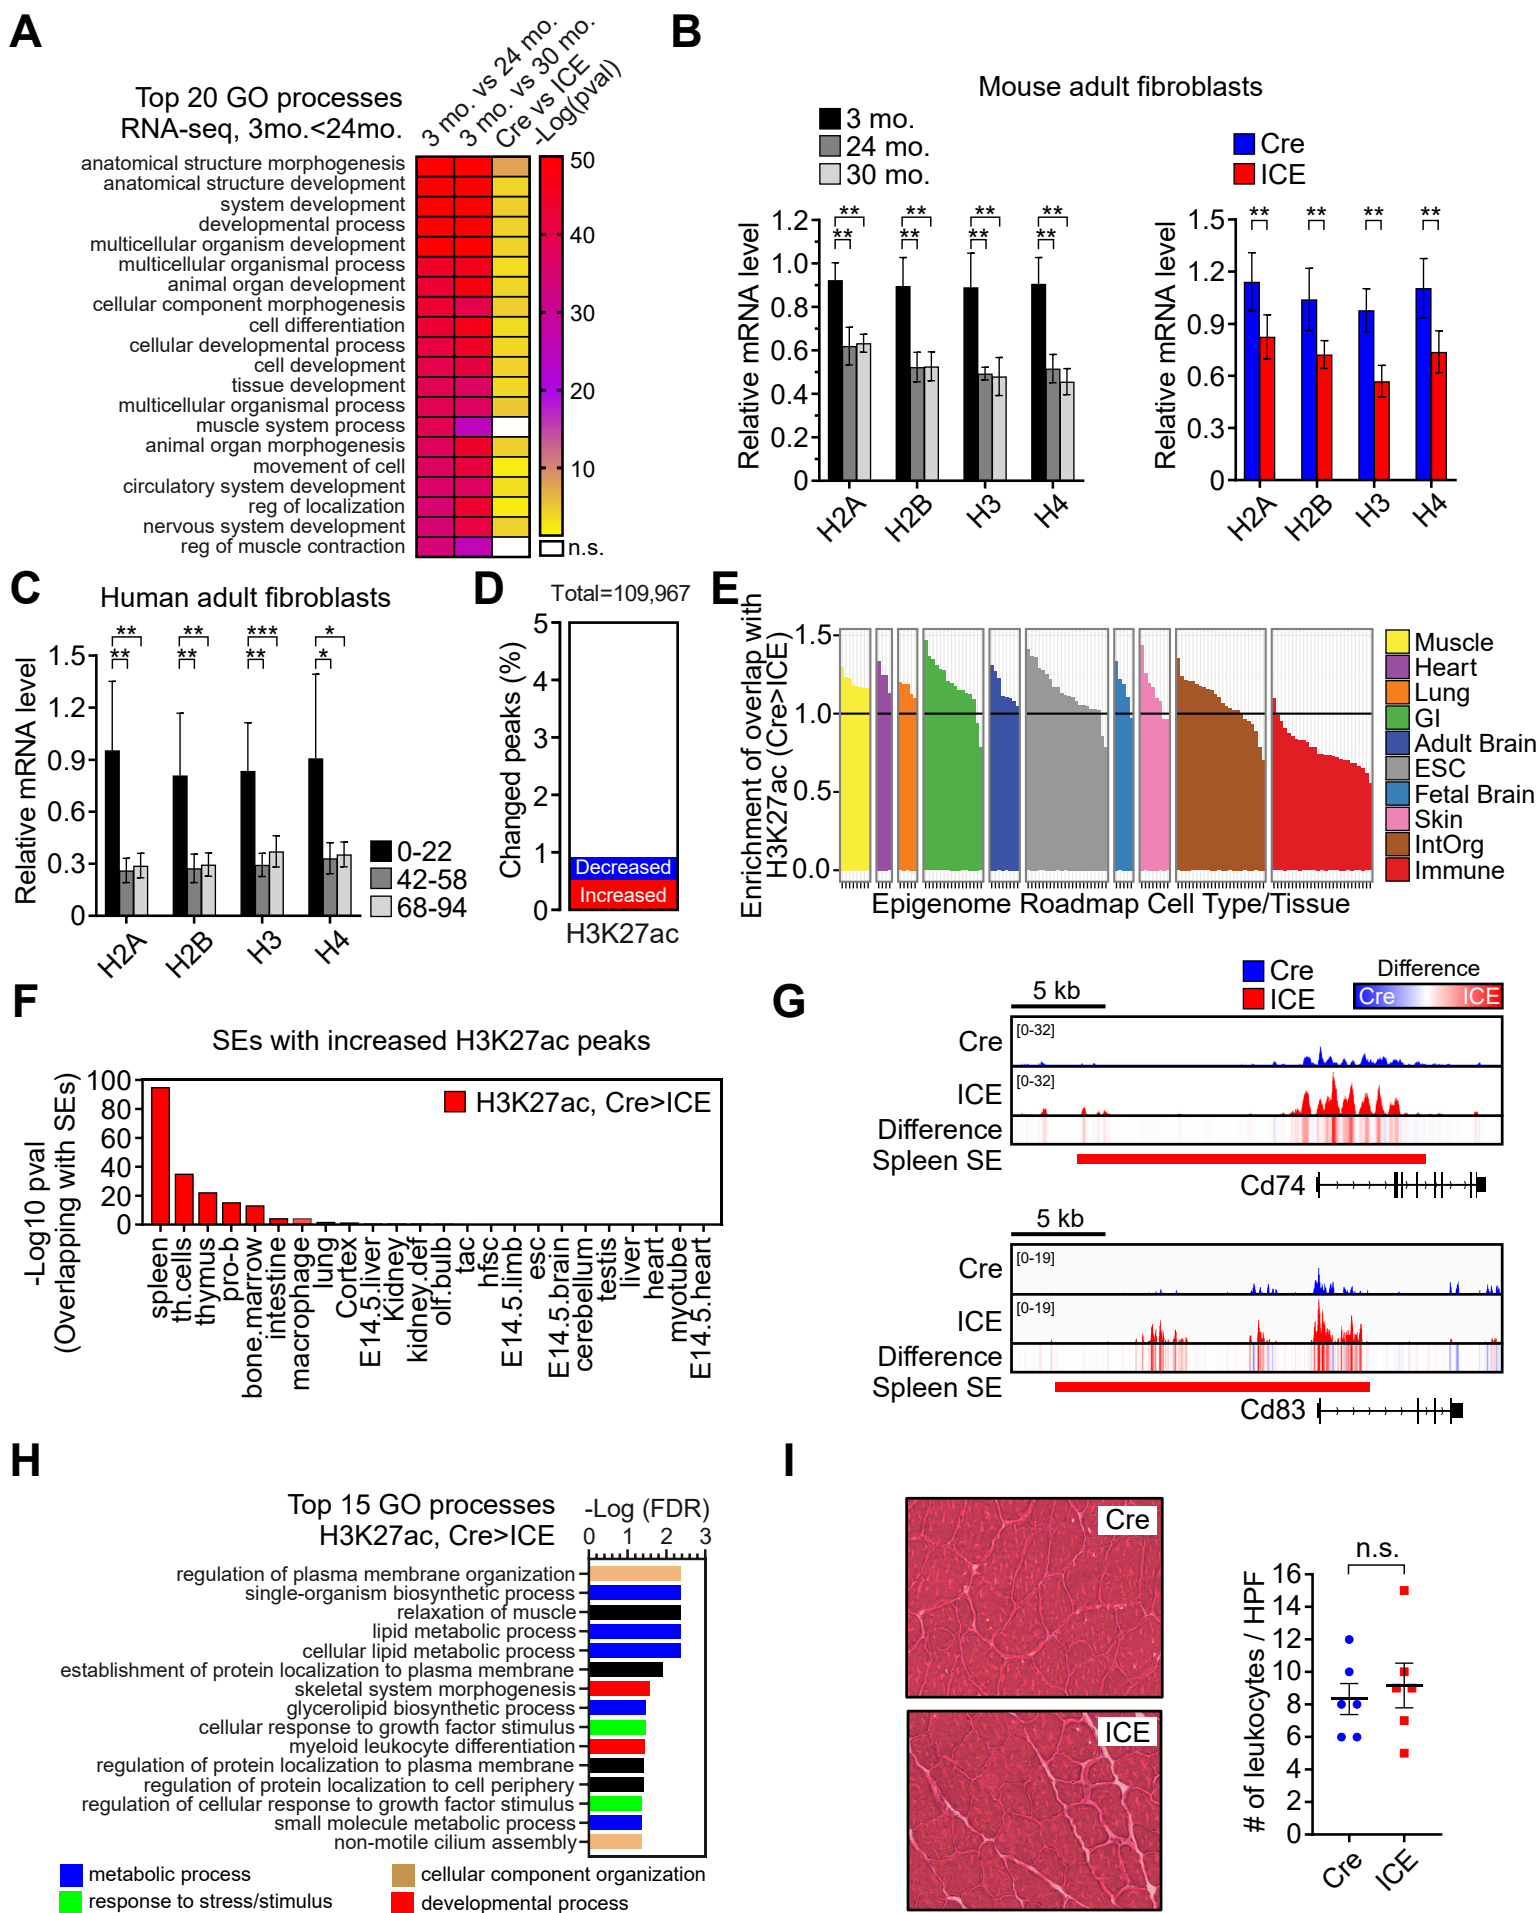 A
Top 20 GO processes
RNA-seq, 3mo.<24mo.
3 mo. vs 24 mo.
3 mo. vs 30 mo.
Cre vs ICE
-Log(pval)
anatomical structure morphogenesis
anatomical structure development
system development
developmental process
multicellular organism development
multicellular organismal process
animal organ development
cellular component morphogenesis
cell differentiation
cellular developmental process
cell development
tissue development
multicellular organismal process
muscle system process
animal organ morphogenesis
movement of cell
circulatory system development
reg of localization
nervous system development
reg of muscle contraction
50
40
30
20
10
n.s.
B
Mouse adult fibroblasts
3 mo.
24 mo.
30 mo.
Relative mRNA level
1.2
1.0
0.8
0.6
0.4
0.2
0
** ** ** **
** ** ** **
H2A
H2B
H3
H4
Cre
ICE
Relative mRNA level
1.5
1.2
0.9
0.6
0.3
0
** ** ** **
H2A
H2B
H3
H4
C
Human adult fibroblasts
Relative mRNA level
1.5
1.2
0.9
0.6
0.3
0
** ** *** *
** ** ** *
H2A
H2B
H3
H4
0-22
42-58
68-94
D
Total=109,967
Changed peaks (%)
5
4
3
2
1
0
Decreased
Increased
H3K27ac
E
Enrichment of overlap with
H3K27ac (Cre>ICE)
1.5
1.0
0.5
0.0
Epigenome Roadmap Cell Type/Tissue
Muscle
Heart
Lung
GI
Adult Brain
ESC
Fetal Brain
Skin
IntOrg
Immune
F
SEs with increased H3K27ac peaks
-Log10 pval
(Overlapping with SEs)
100
80
60
40
20
0
H3K27ac, Cre>ICE
spleen
th.cells
thymus
pro-b
bone.marrow
intestine
macrophage
lung
Cortex
E14.5.liver
Kidney
kidney.def
olf.bulb
tac
hfsc
E14.5.limb
esc
E14.5.brain
cerebellum
testis
liver
heart
myotube
E14.5.heart
G
Cre
ICE
Difference
Cre ICE
5 kb
Cre
[0-32]
ICE
[0-32]
Difference
Spleen SE
Cd74
5 kb
Cre
[0-19]
ICE
[0-19]
Difference
Spleen SE
Cd83
H
Top 15 GO processes
H3K27ac, Cre>ICE
-Log (FDR)
0 1 2 3
regulation of plasma membrane organization
single-organism biosynthetic process
relaxation of muscle
lipid metabolic process
cellular lipid metabolic process
establishment of protein localization to plasma membrane
skeletal system morphogenesis
glycerolipid biosynthetic process
cellular response to growth factor stimulus
myeloid leukocyte differentiation
regulation of protein localization to plasma membrane
regulation of protein localization to cell periphery
regulation of cellular response to growth factor stimulus
small molecule metabolic process
non-motile cilium assembly
metabolic process
response to stress/stimulus
cellular component organization
developmental process
I
Cre
ICE
# of leukocytes / HPF
n.s.
16
14
12
10
8
6
4
2
0
Cre
ICE